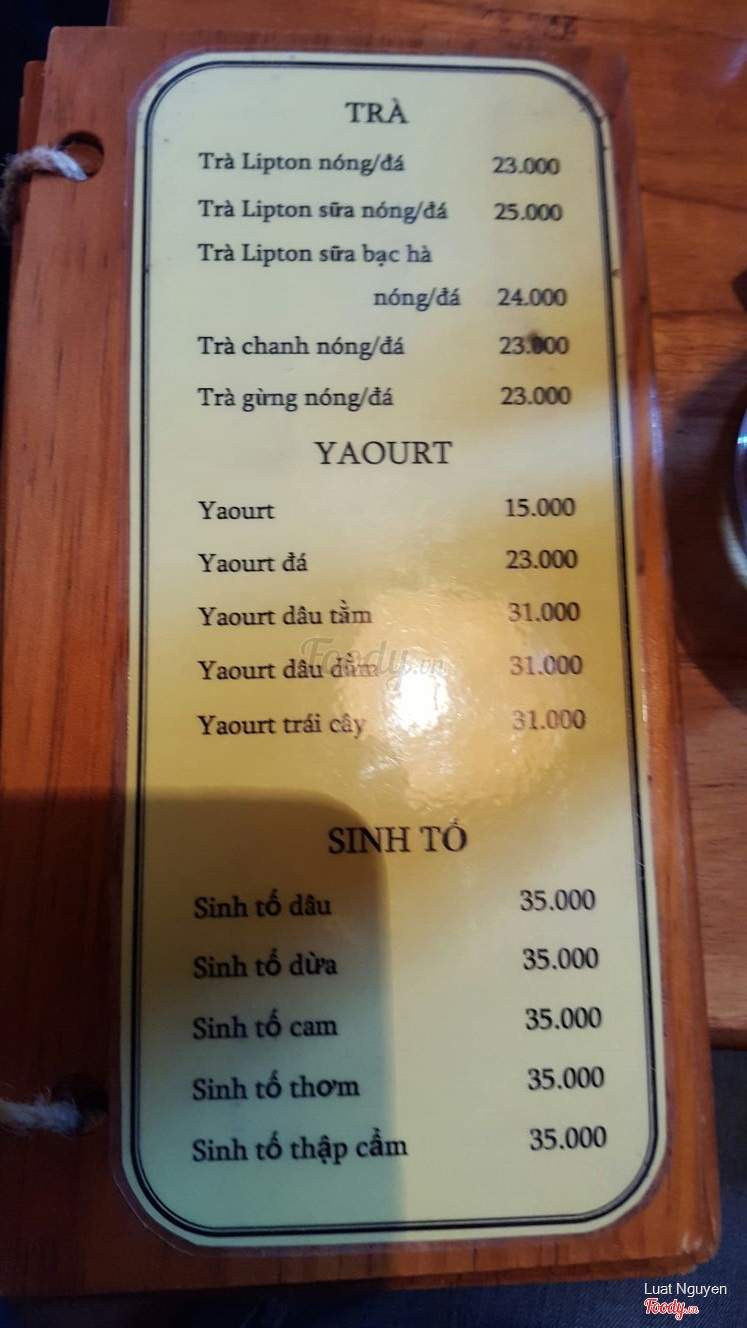 TRÀ
Trà Lipton nóng/đá 23.000
Trà Lipton sữa nóng/đá 25.000
Trà Lipton sữa bạc hà
nóng/đá 24.000
Trà chanh nóng/đá 23.000
Trà gừng nóng/đá 23.000
YAOURT
Yaourt 15.000
Yaourt đá 23.000
Yaourt dâu tằm 31.000
Yaourt dâu dằm 31.000
Foody.vn
Yaourt trái cây 31.000
SINH TỐ
Sinh tố dâu 35.000
Sinh tố dừa 35.000
Sinh tố cam 35.000
Sinh tố thơm 35.000
Sinh tố thập cẩm 35.000
Luat Nguyen
Foody.vn